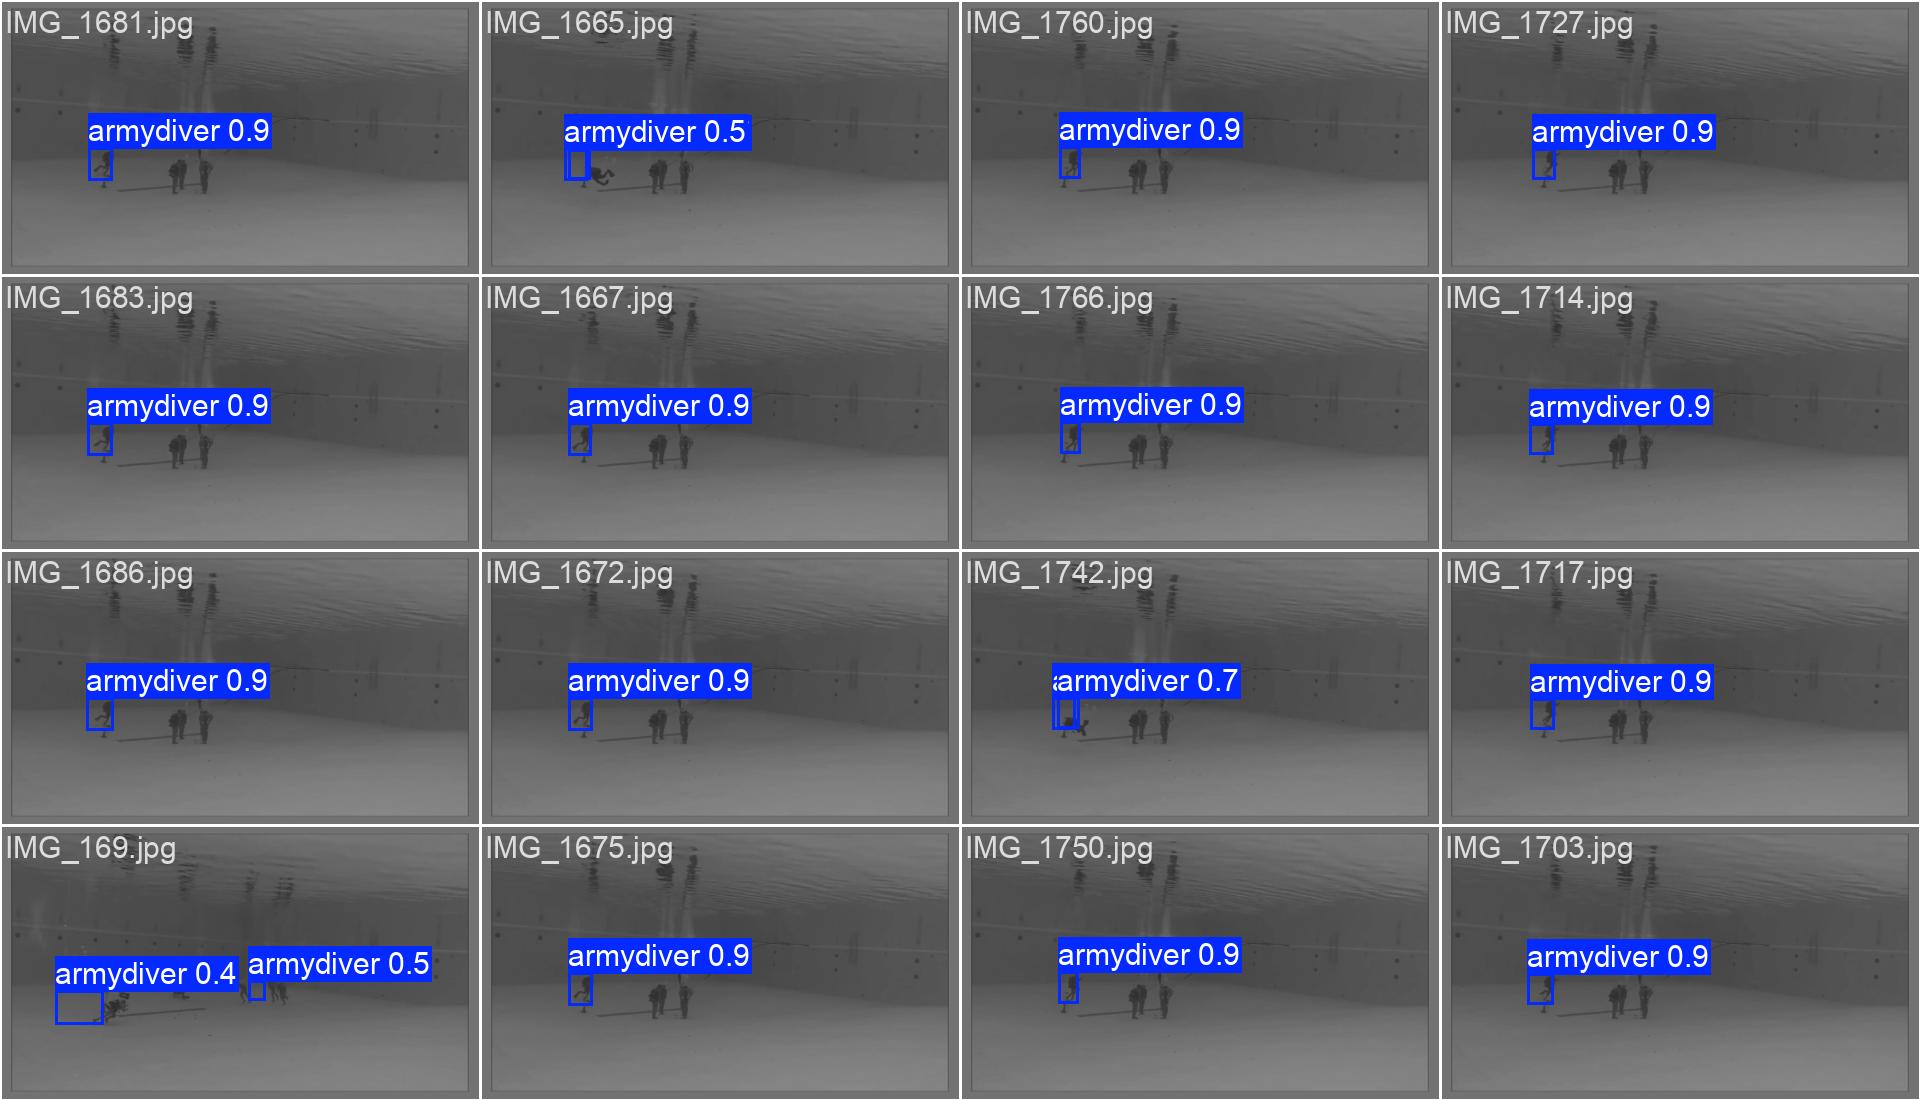 IMG_1681.jpg
armydiver 0.9
IMG_1665.jpg
armydiver 0.5
IMG_1760.jpg
armydiver 0.9
IMG_1727.jpg
armydiver 0.9
IMG_1683.jpg
armydiver 0.9
IMG_1667.jpg
armydiver 0.9
IMG_1766.jpg
armydiver 0.9
IMG_1714.jpg
armydiver 0.9
IMG_1686.jpg
armydiver 0.9
IMG_1672.jpg
armydiver 0.9
IMG_1742.jpg
armydiver 0.7
IMG_1717.jpg
armydiver 0.9
IMG_169.jpg
armydiver 0.4
armydiver 0.5
IMG_1675.jpg
armydiver 0.9
IMG_1750.jpg
armydiver 0.9
IMG_1703.jpg
armydiver 0.9